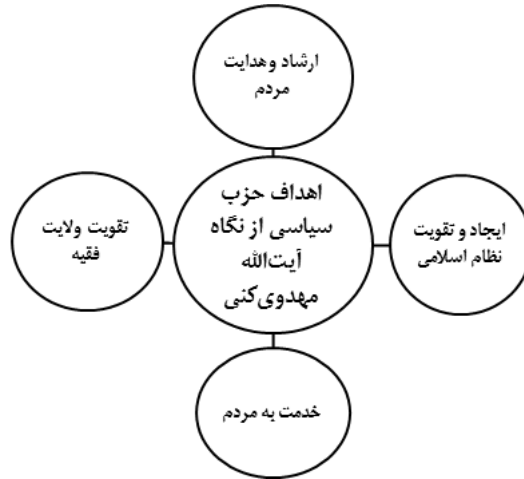 ارشاد و هدایت
مردم
اهداف حزب
سیاسی از نگاه
آیت‌الله
مهدوی‌کنی
ایجاد و تقویت
نظام اسلامی
تقویت ولایت
فقیه
خدمت به مردم